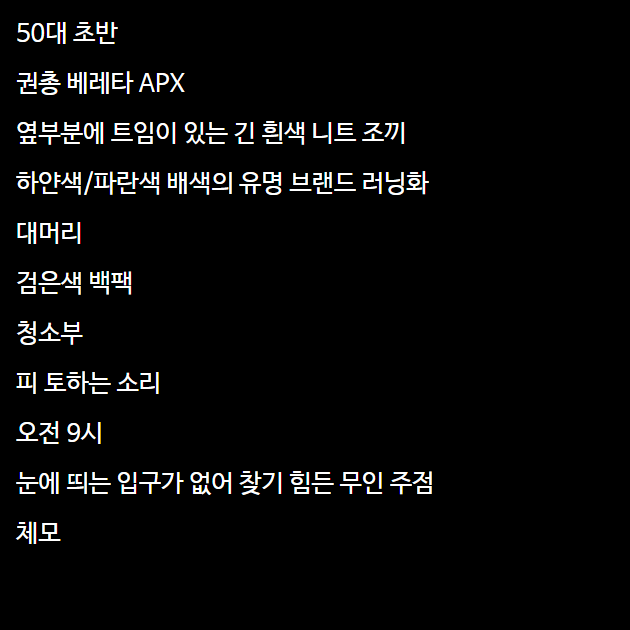 50대 초반
권총 베레타 APX
옆부분에 트임이 있는 긴 흰색 니트 조끼
하얀색/파란색 배색의 유명 브랜드 러닝화
대머리
검은색 백팩
청소부
피 토하는 소리
오전 9시
눈에 띄는 입구가 없어 찾기 힘든 무인 주점
체모